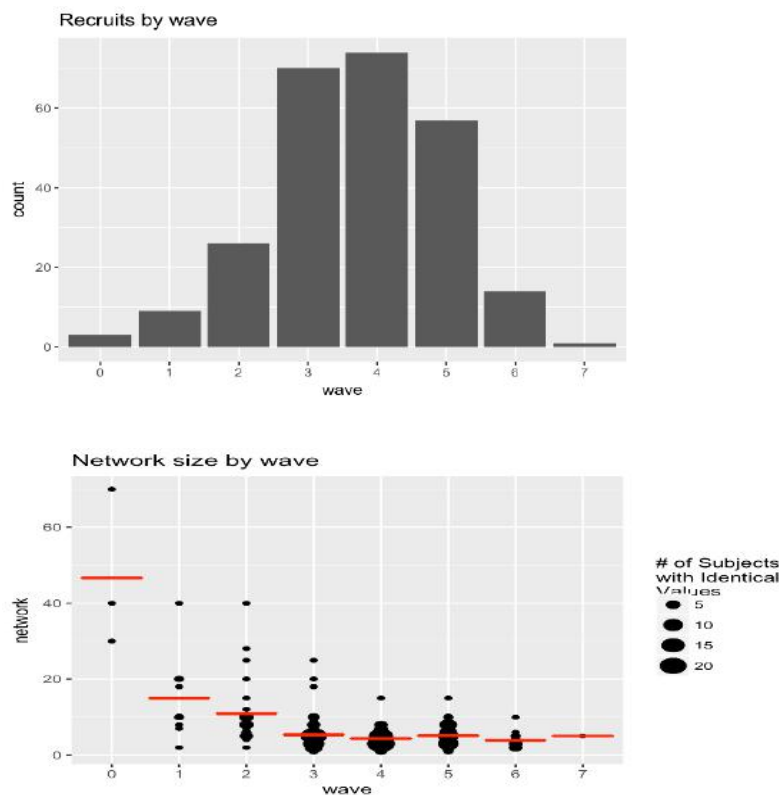 Recruits by wave
60
40
20
0
count
0 1 2 3 4 5 6 7
wave
Network size by wave
60
40
20
0
network
0 1 2 3 4 5 6 7
wave
# of Subjects
with Identical
Values
5
10
15
20